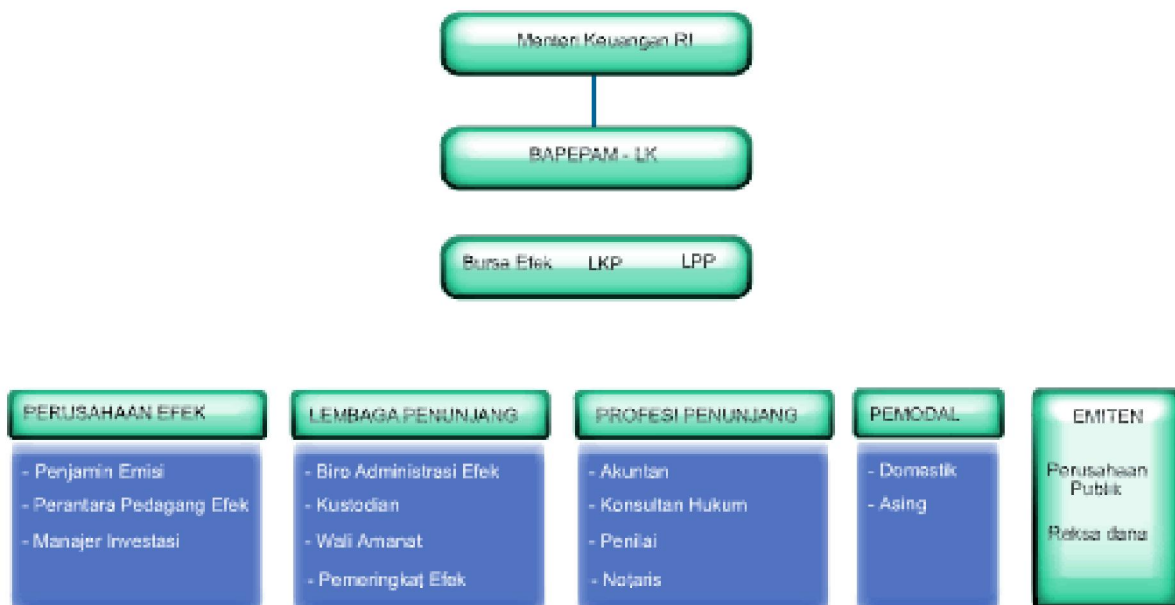 Menteri Keuangan RI
BAPEPAM - LK
Bursa Efek LKP LPP
PERUSAHAAN EFEK
- Penjamin Emisi
- Perantara Pedagang Efek
- Manajer Investasi
LEMBAGA PENUNJANG
- Biro Administrasi Efek
- Kustodian
- Wali Amanat
- Pemeringkat Efek
PROFESI PENUNJANG
- Akuntan
- Konsultan Hukum
- Penilai
- Notaris
PEMODAL
- Domestik
- Asing
EMITEN
Perusahaan
Publik
Reksa dana